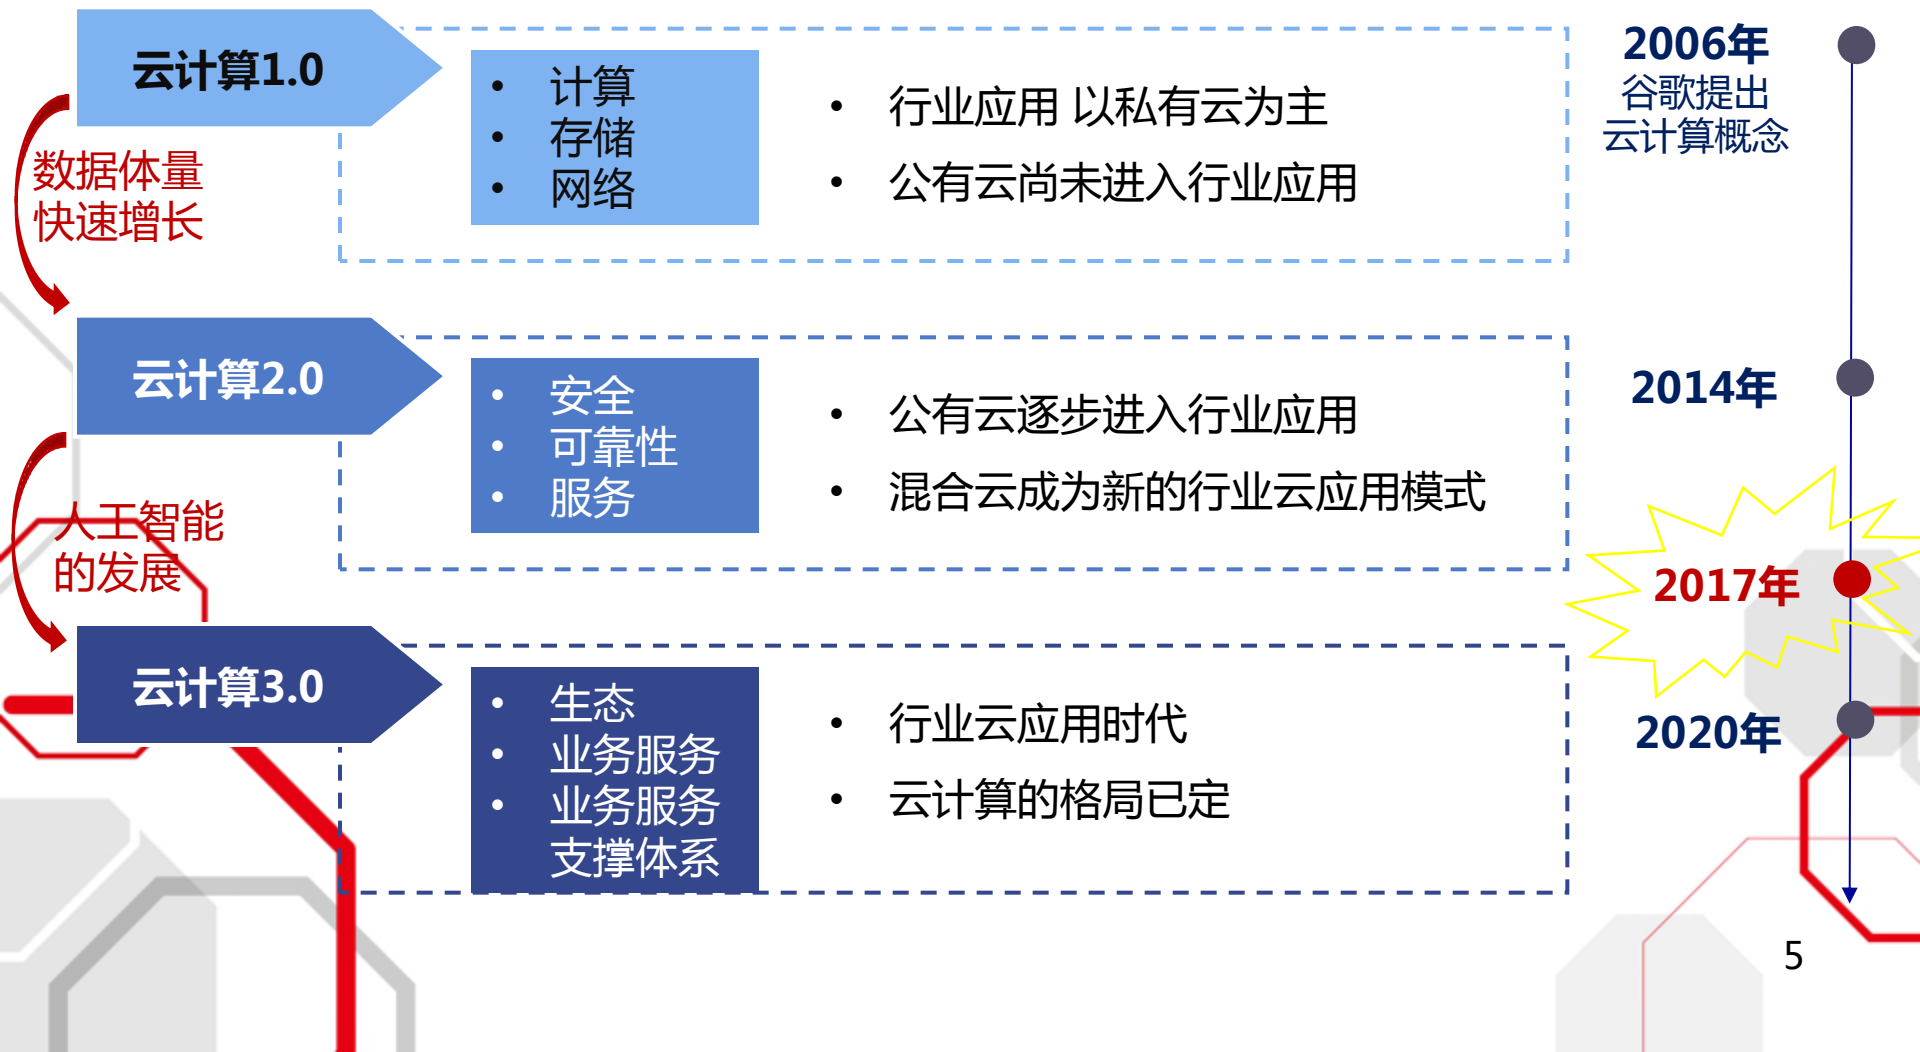 云计算1.0
• 计算
• 存储
• 网络
• 行业应用 以私有云为主
• 公有云尚未进入行业应用
2006年
谷歌提出
云计算概念
数据体量
快速增长
云计算2.0
• 安全
• 可靠性
• 服务
• 公有云逐步进入行业应用
• 混合云成为新的行业云应用模式
2014年
人工智能
的发展
2017年
云计算3.0
• 生态
• 业务服务
• 业务服务
支撑体系
• 行业云应用时代
• 云计算的格局已定
2020年
5